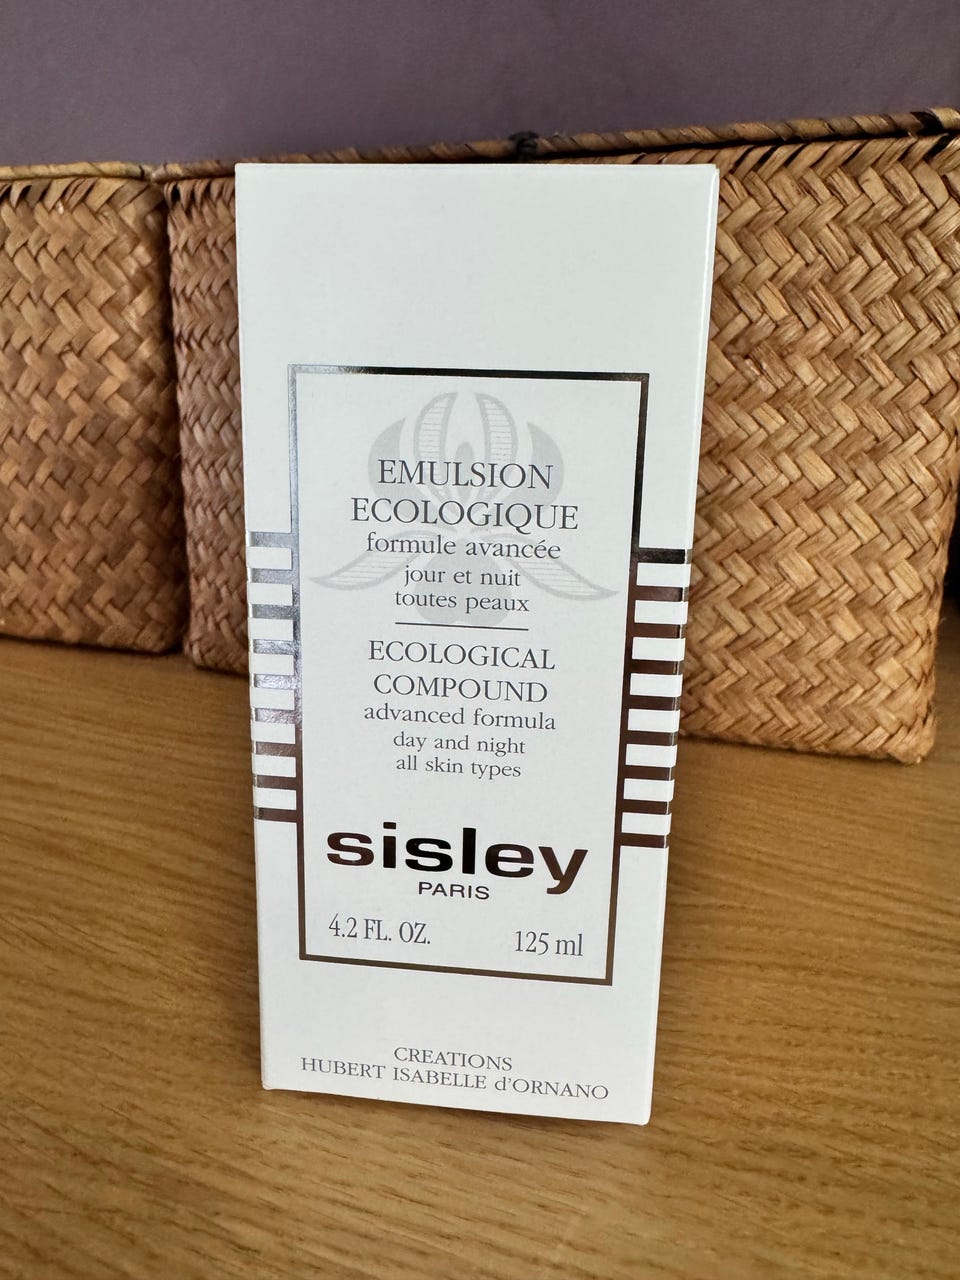 EMULSION
ECOLOGIQUE
formule avancée
jour et nuit
toutes peaux
ECOLOGICAL
COMPOUND
advanced formula
day and night
all skin types
sisley
PARIS
4.2 FL. OZ. 125 ml
CREATIONS
HUBERT ISABELLE d'ORNANO